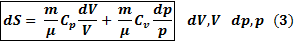 dS = m/μ C_p dV/V + m/μ C_v dp/p dV,V dp,p (3)